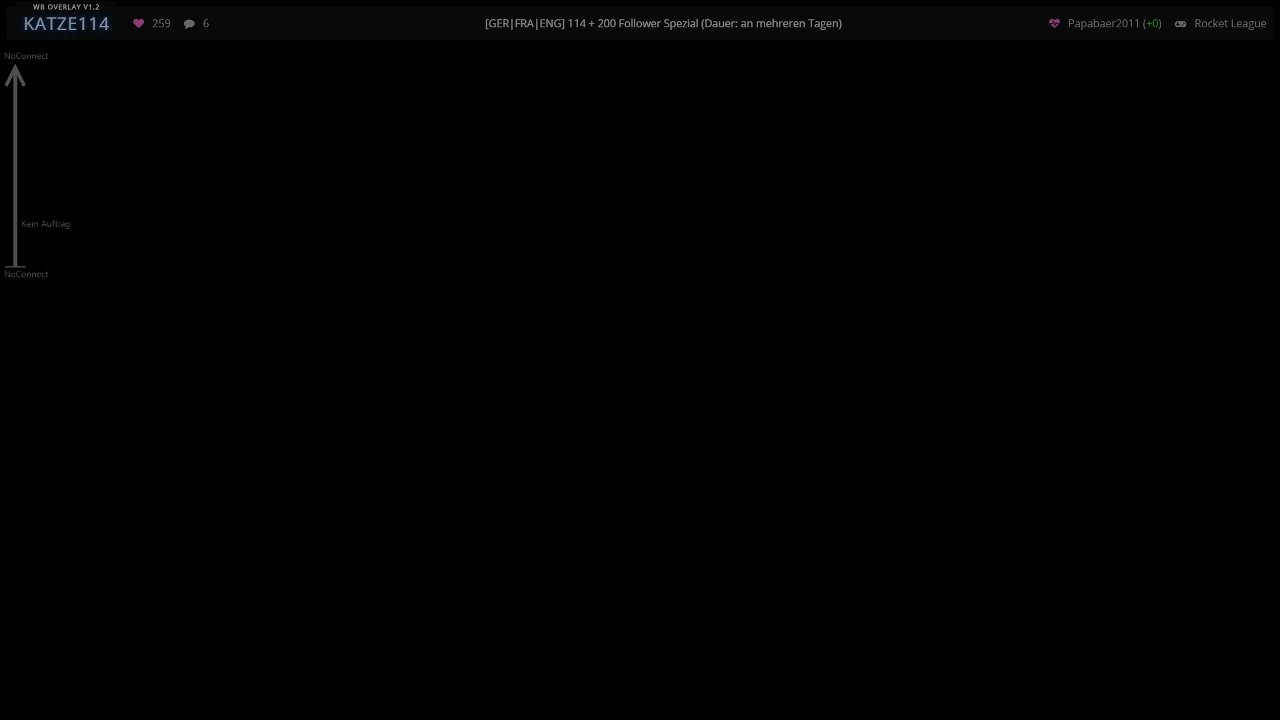 WB OVERLAY V1.2
KATZE114 259 6 [GER|FRA|ENG] 114 + 200 Follower Spezial (Dauer: an mehreren Tagen) Papabaer2011 (+0) Rocket League
NoConnect
Kein Auftrag
NoConnect